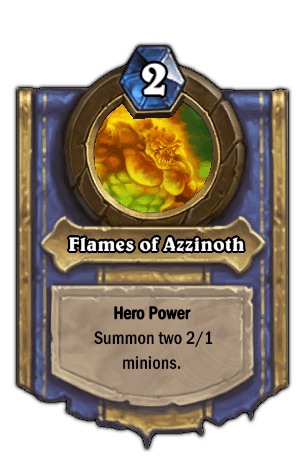 2
Flames of Azzinoth
Hero Power
Summon two 2/1
minions.